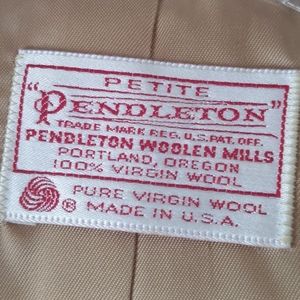 PETITE
"PENDLETON"
TRADE MARK REG. U.S. PAT. OFF.
PENDLETON WOOLEN MILLS
PORTLAND, OREGON
100% VIRGIN WOOL
PURE VIRGIN WOOL
® MADE IN U.S.A.